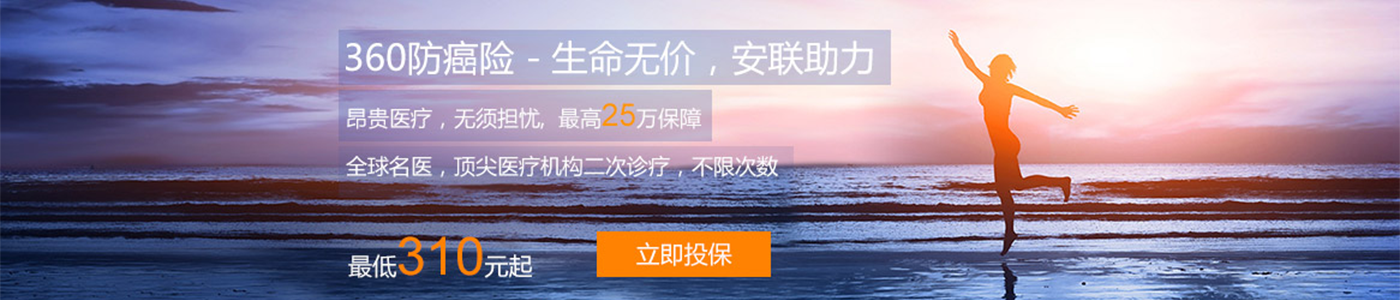 360防癌险 - 生命无价，安联助力
昂贵医疗，无须担忧, 最高25万保障
全球名医，顶尖医疗机构二次诊疗，不限次数
最低310元起
立即投保